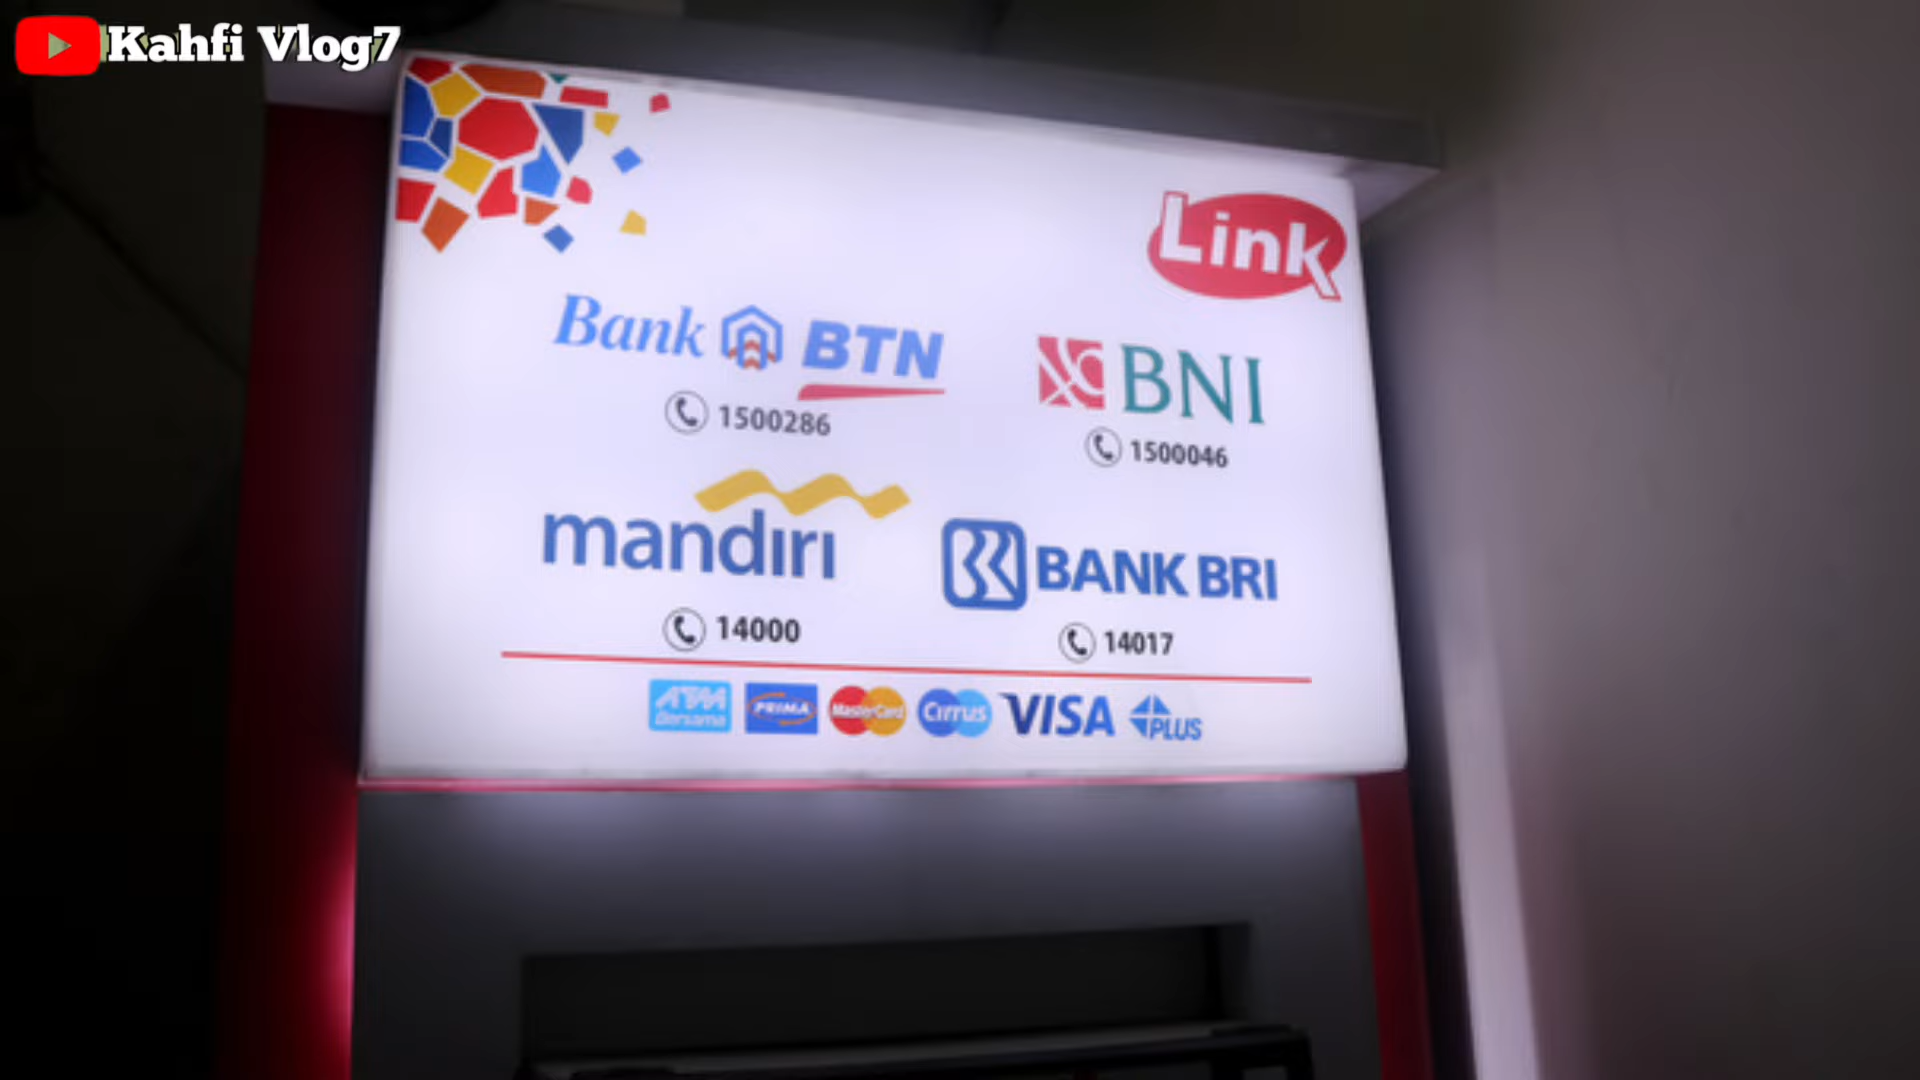 Kahfi Vlog7
Link
Bank BTN
1500286
BNI
1500046
mandiri
14000
BANK BRI
14017
ATM Bersama PRIMA MasterCard Cirrus VISA PLUS